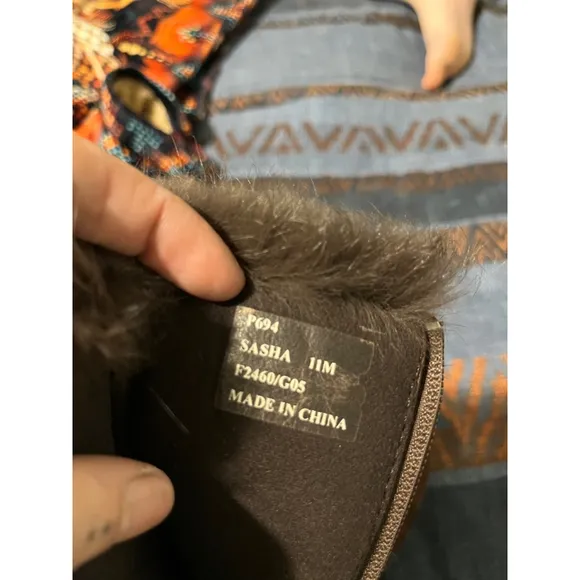 P694
SASHA 11M
F2460/G05
MADE IN CHINA